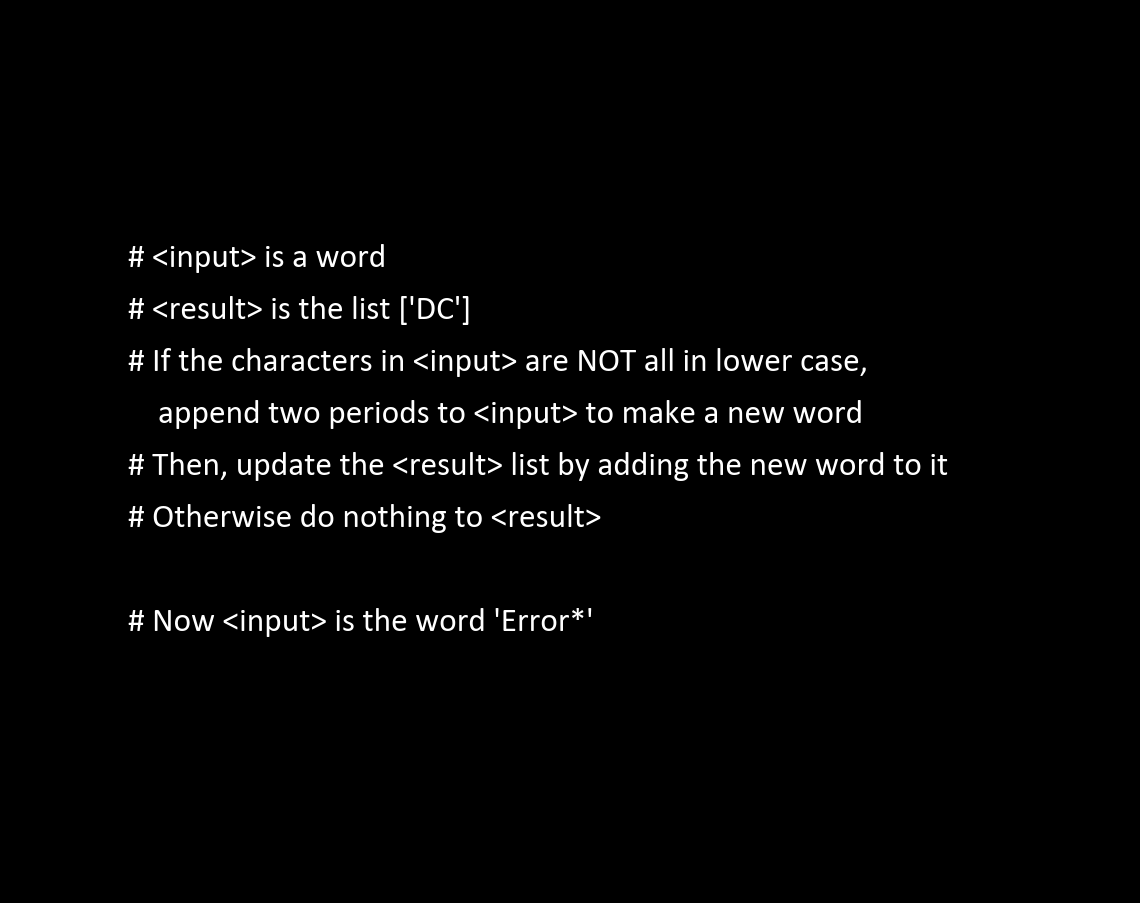 # <input> is a word
# <result> is the list ['DC']
# If the characters in <input> are NOT all in lower case,
append two periods to <input> to make a new word
# Then, update the <result> list by adding the new word to it
# Otherwise do nothing to <result>
# Now <input> is the word 'Error*'